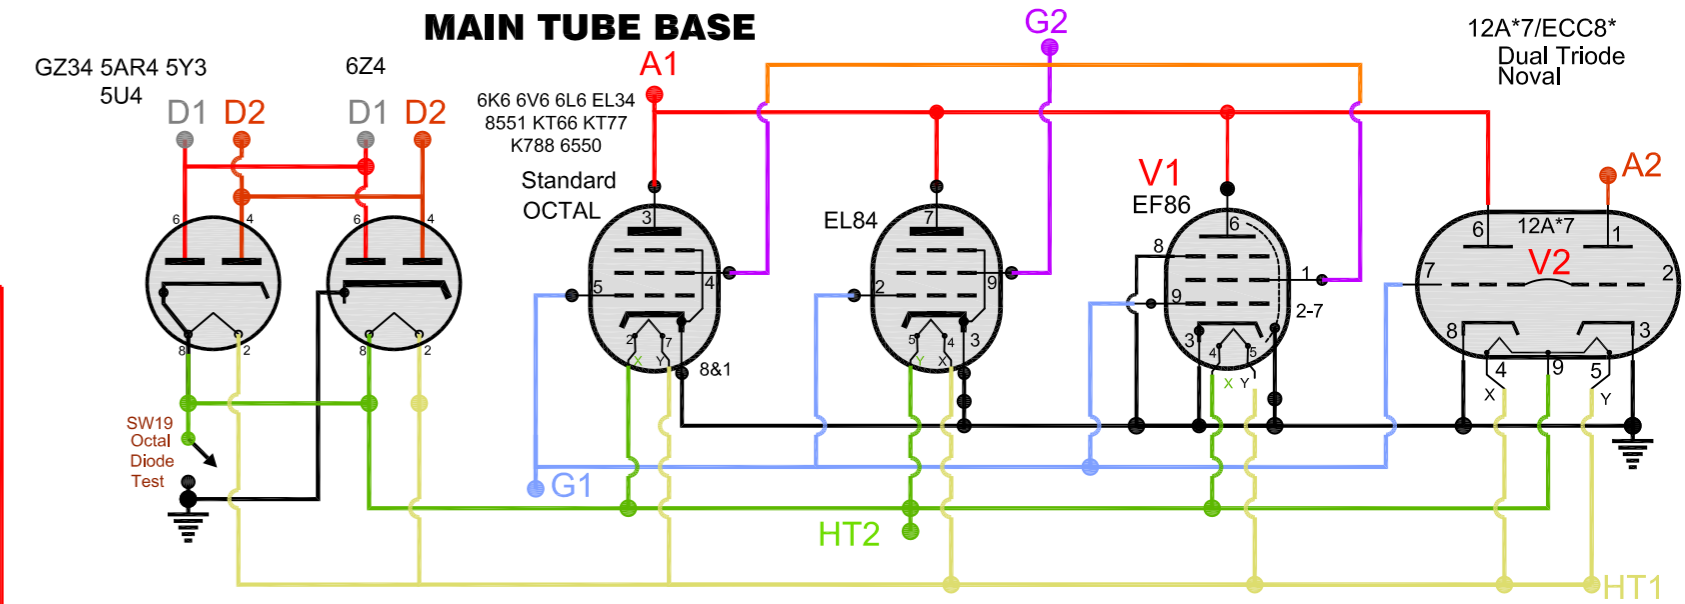 MAIN TUBE BASE
G2
12A*7/ECC8*
Dual Triode
Noval
GZ34 5AR4 5Y3
5U4
6Z4
A1
D1 D2
D1 D2
6K6 6V6 6L6 EL34
8551 KT66 KT77
K788 6550
Standard
OCTAL
V1
EF86
A2
EL84
12A*7
V2
6 4
6 4
3
7
6
6 1
8
7
2
5
4
2
9
9
1
2-7
8 2
8 2
2 7
X Y
8&1
5 4
Y X
3
3
4 5
X Y
8
3
4
9
5
X
Y
SW19
Octal
Diode
Test
G1
HT2
HT1